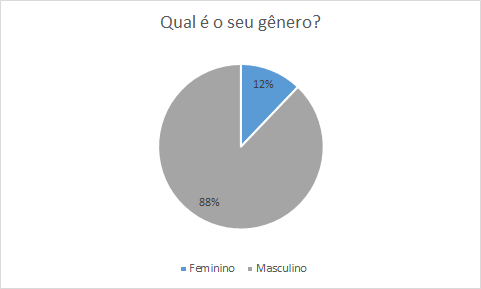 Qual é o seu gênero?
12%
88%
Feminino Masculino